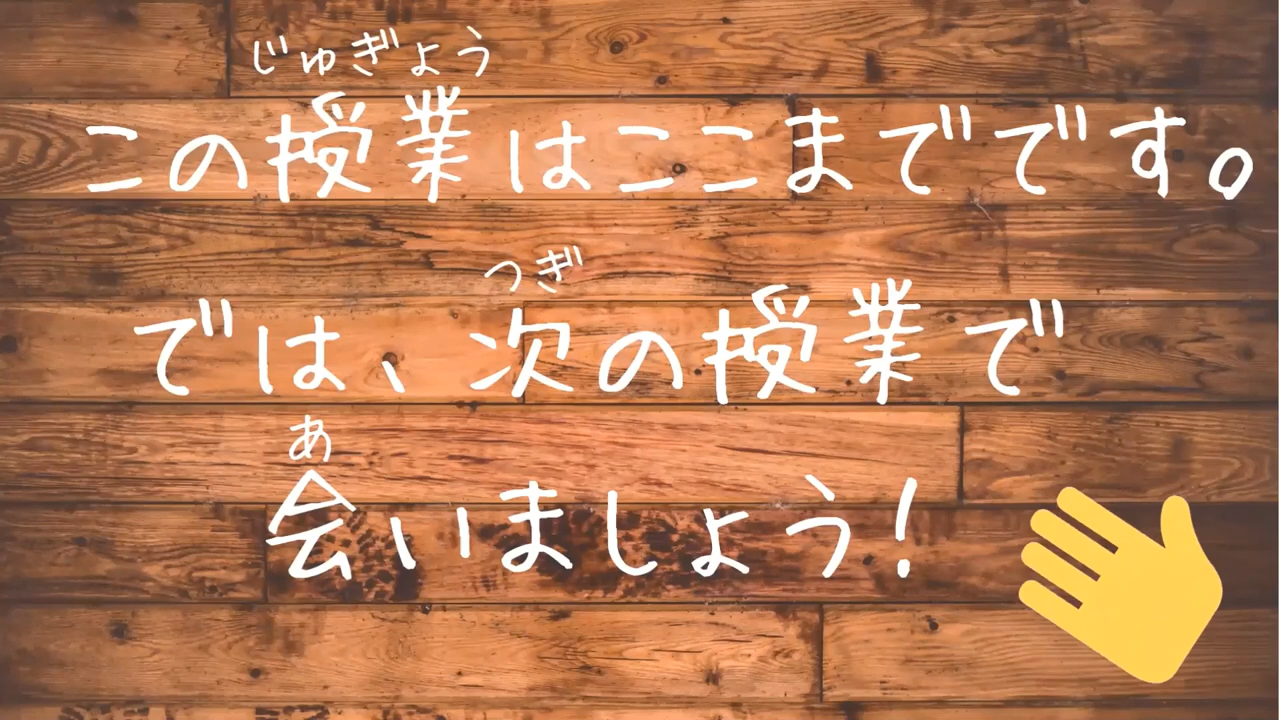 じゅぎょう
この授業はここまでです。
つぎ
では、次の授業で
あ
会いましょう!